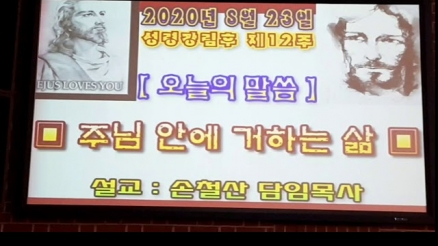 2020년 8월 23일
성령강림후 제12주
JESUS LOVES YOU
[ 오늘의 말씀 ]
▣ 주님 안에 거하는 삶 ▣
설교 : 손철산 담임목사